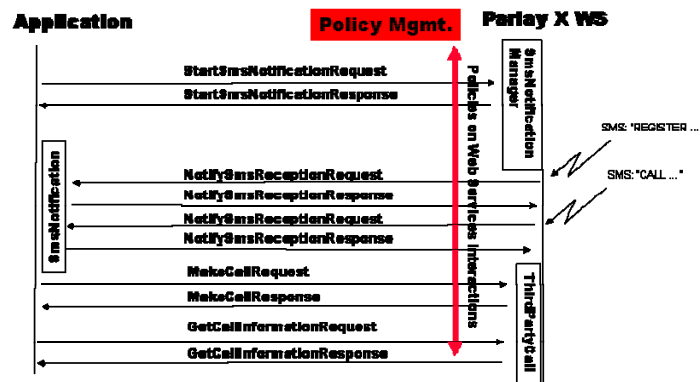 Application
Policy Mgmt.
Parlay X WS
StartSmsNotificationRequest
StartSmsNotificationResponse
SmsNotification
Manager
Policies on Web Services Interactions
SMS: "REGISTER ...
SMS: "CALL ..."
SmsNotification
NotifySmsReceptionRequest
NotifySmsReceptionResponse
NotifySmsReceptionRequest
NotifySmsReceptionResponse
MakeCallRequest
MakeCallResponse
GetCallInformationRequest
GetCallInformationResponse
ThirdPartyCall